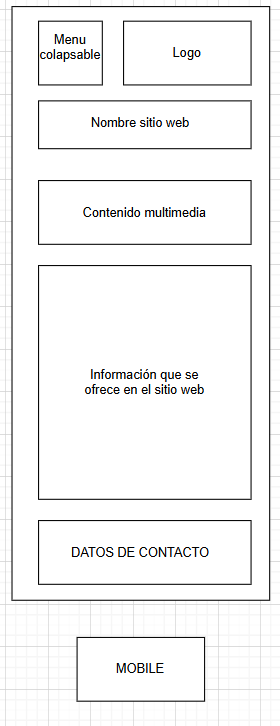 Menu
colapsable
Logo
Nombre sitio web
Contenido multimedia
Información que se
ofrece en el sitio web
DATOS DE CONTACTO
MOBILE